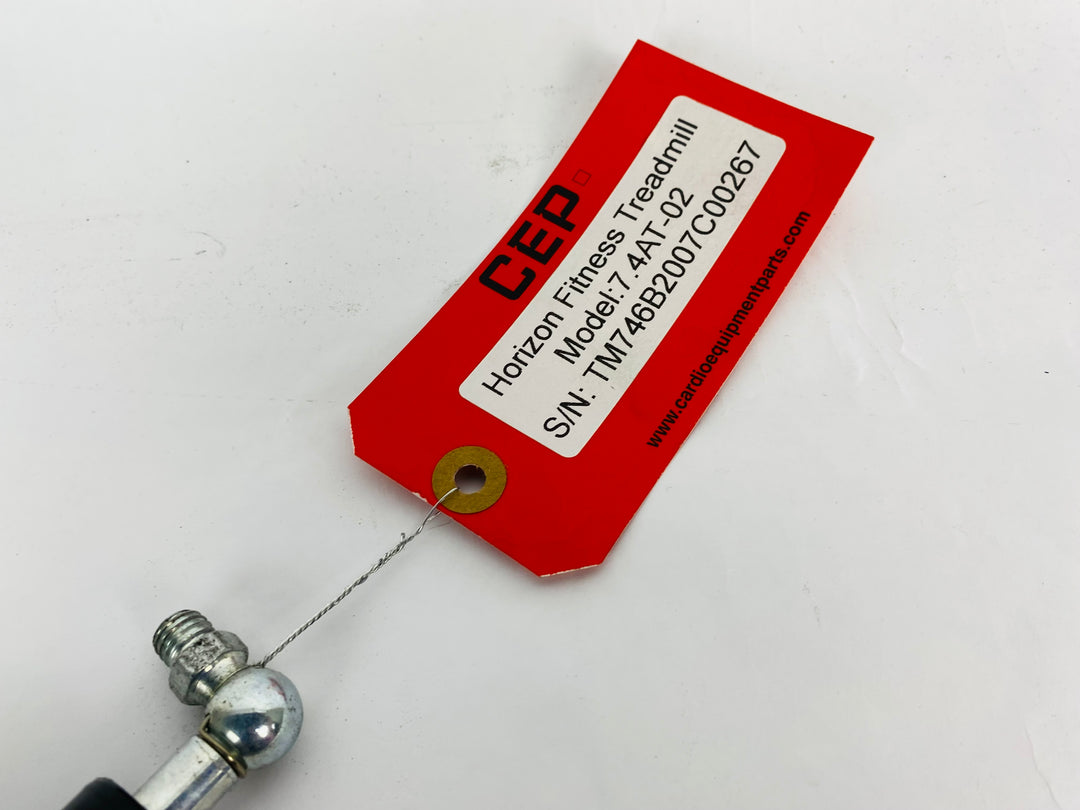 CEP
Horizon Fitness Treadmill
Model:7.4AT-02
S/N: TM746B2007C00267
www.cardioequipmentparts.com